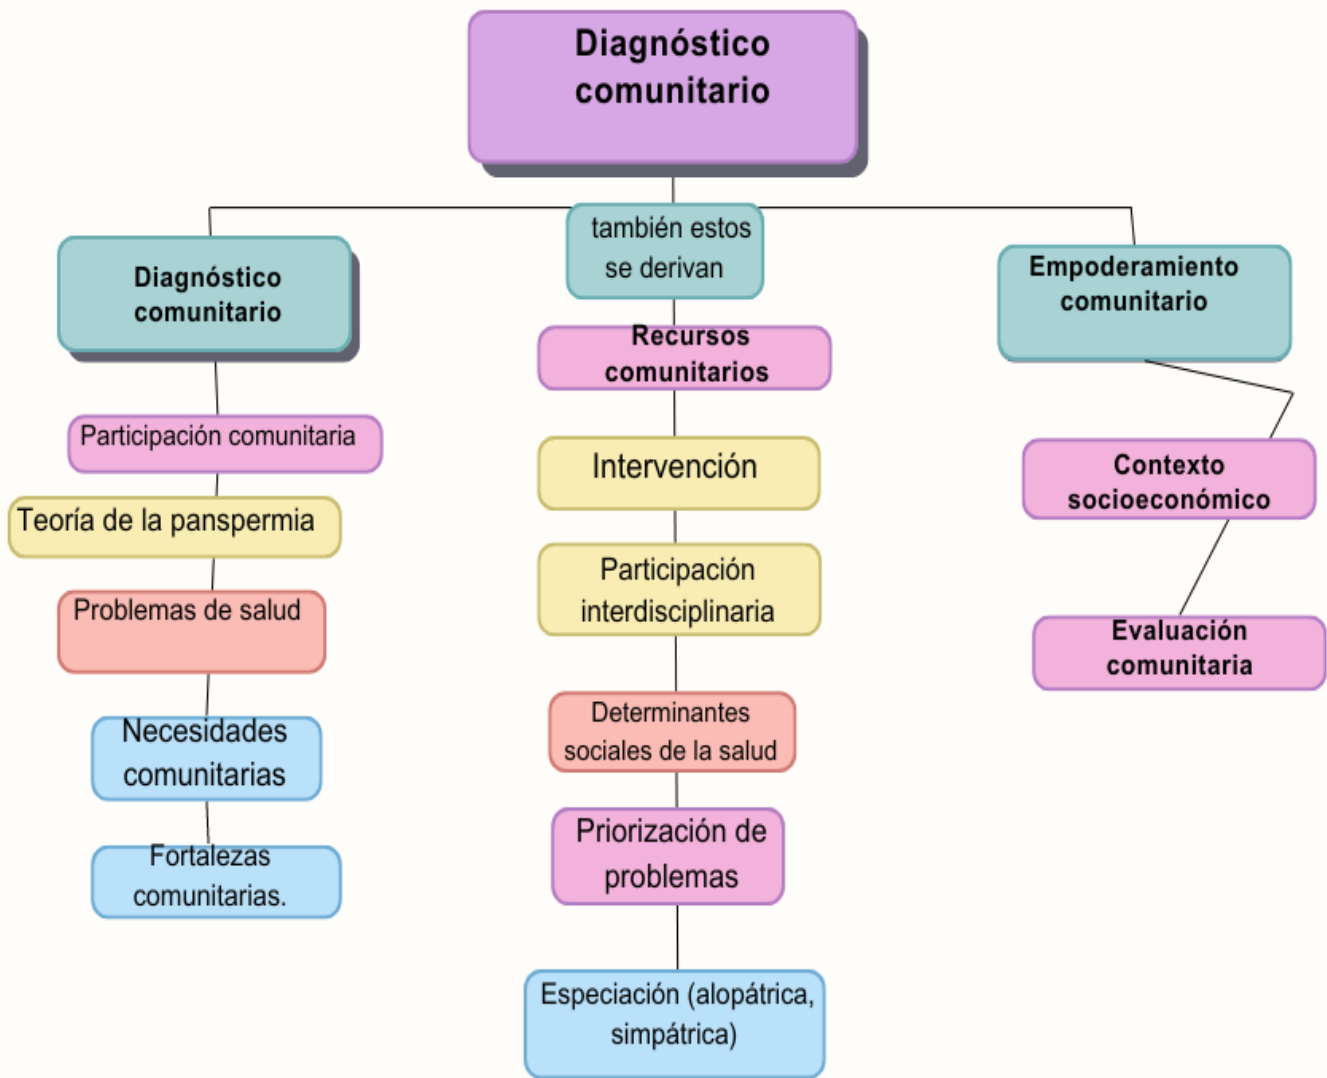 Diagnóstico
comunitario
Diagnóstico
comunitario
Participación comunitaria
Teoría de la panspermia
Problemas de salud
Necesidades
comunitarias
Fortalezas
comunitarias.
también estos
se derivan
Recursos
comunitarios
Intervención
Participación
interdisciplinaria
Determinantes
sociales de la salud
Priorización de
problemas
Especiación (alopátrica,
simpátrica)
Empoderamiento
comunitario
Contexto
socioeconómico
Evaluación
comunitaria